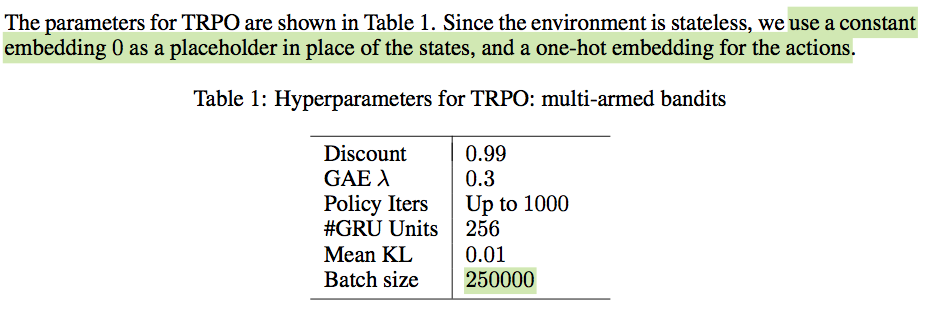 The parameters for TRPO are shown in Table 1. Since the environment is stateless, we use a constant
embedding 0 as a placeholder in place of the states, and a one-hot embedding for the actions.
Table 1: Hyperparameters for TRPO: multi-armed bandits
Discount 0.99
GAE λ 0.3
Policy Iters Up to 1000
#GRU Units 256
Mean KL 0.01
Batch size 250000